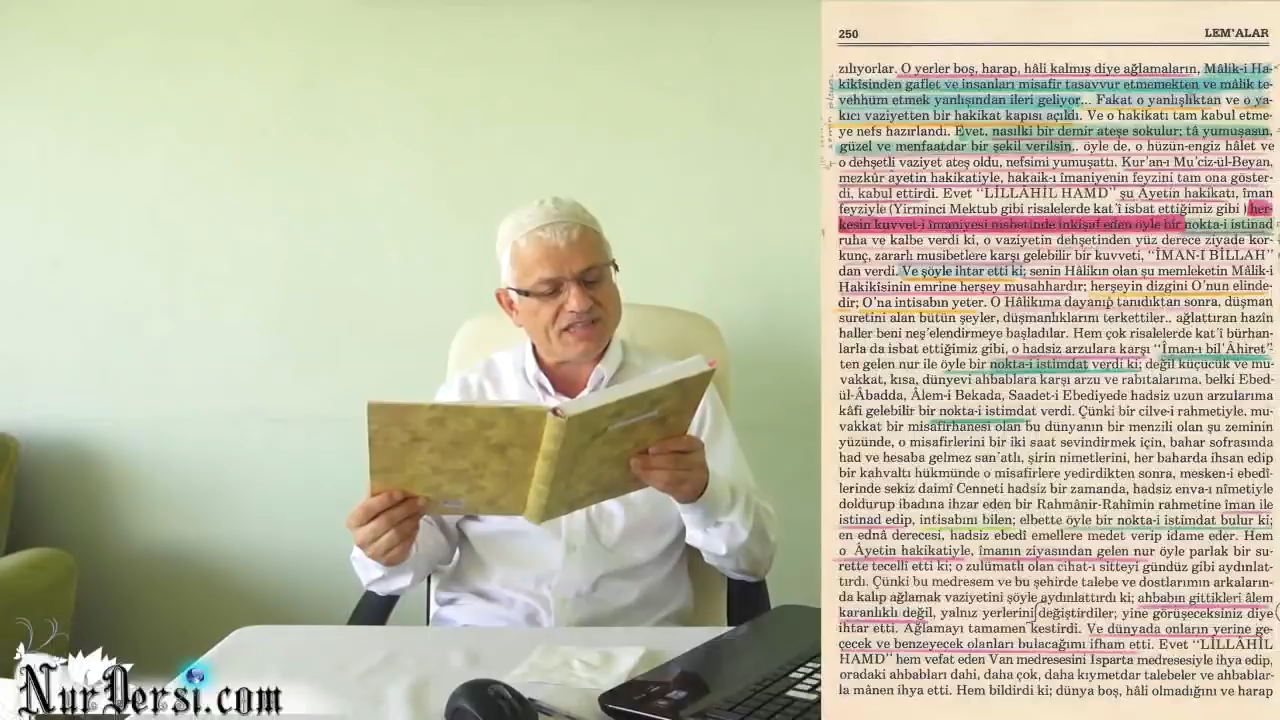 250 LEM'ALAR
zılıyorlar. O yerler boş, harap, hâli kalmış diye ağlamaların, Mâlik-i Ha-
kikîsinden gaflet ve insanları misafir tasavvur etmemekten ve mâlik te-
vehhüm etmek yanlışından ileri geliyor... Fakat o yanlışlıktan ve o ya-
kıcı vaziyetten bir hakikat kapısı açıldı. Ve o hakikatı tam kabul etme-
ye nefs hazırlandı. Evet, nasılki bir demir ateşe sokulur; tâ yumuşasın,
güzel ve menfaatdar bir şekil verilsin.. öyle de, o hüzün-engiz hâlet ve
o dehşetli vaziyet ateş oldu, nefsimi yumuşattı. Kur'an-ı Mu'ciz-ül-Beyan,
mezkûr ayetin hakikatiyle, hakaik-ı imaniyenin feyzini tam ona göster-
di, kabul ettirdi. Evet "LİLLÂHİL HAMD" şu Âyetin hakikatı, îman
feyziyle (Yirminci Mektub gibi risalelerde kat'î isbat ettiğimiz gibi ) her-
kesin kuvvet-i îmaniyesi nisbetinde inkişaf eden öyle bir nokta-i istinad
ruha ve kalbe verdi ki, o vaziyetin dehşetinden yüz derece ziyade kor-
kunç, zararlı musibetlere karşı gelebilir bir kuvveti, "İMAN-I BİLLAH"
dan verdi. Ve şöyle ihtar etti ki; senin Hâlikın olan şu memleketin Mâlik-i
Hakikîsinin emrine herşey musahhardır; herşeyin dizgini O'nun elinde-
dir; O'na intisabın yeter. O Hâlikıma dayanıp tanıdıktan sonra, düşman
suretini alan bütün şeyler, düşmanlıklarını terkettiler.. ağlattıran hazîn
haller beni neş'elendirmeye başladılar. Hem çok risalelerde kat'î bürhan-
larla da isbat ettiğimiz gibi, o hadsiz arzulara karşı "Îman-ı bil'Âhiret"
ten gelen nur ile öyle bir nokta-i istimdat verdi ki; değil küçücük ve mu-
vakkat, kısa, dünyevî ahbablara karşı arzu ve rabıtalarıma. belki Ebed-
ül-Âbadda, Âlem-i Bekada, Saadet-i Ebediyede hadsiz uzun arzularıma
kâfi gelebilir bir nokta-i istimdat verdi. Çünki bir cilve-i rahmetiyle. mu-
vakkat bir misafirhanesi olan bu dünyanın bir menzili olan şu zeminin
yüzünde, o misafirlerini bir iki saat sevindirmek için, bahar sofrasında
had ve hesaba gelmez san'atlı, şirin nimetlerini, her baharda ihsan edip
bir kahvaltı hükmünde o misafirlere yedirdikten sonra, mesken-i ebedî-
lerinde sekiz daimî Cenneti hadsiz bir zamanda, hadsiz enva-ı nîmetiyle
doldurup ibadına ihzar eden bir Rahmânir-Rahîmin rahmetine îman ile
istinad edip, intisabını bilen; elbette öyle bir nokta-i istimdat bulur ki;
en ednâ derecesi, hadsiz ebedî emellere medet verip idame eder. Hem
o Âyetin hakikatiyle, îmanın ziyasından gelen nur öyle parlak bir su-
rette tecellî etti ki; o zulümatlı olan cihat-ı sitteyi gündüz gibi aydınlat-
tırdı. Çünki bu medresem ve bu şehirde talebe ve dostlarımın arkaların-
da kalıp ağlamak vaziyetini şöyle aydınlattırdı ki; ahbabın gittikleri âlem
karanlıklı değil, yalnız yerlerini değiştirdiler; yine görüşeceksiniz diye
ihtar etti. Ağlamayı tamamen kestirdi. Ve dünyada onların yerine ge-
çecek ve benzeyecek olanları bulacağımı ifham etti. Evet "LİLLÂHİL
HAMD" hem vefat eden Van medresesini Isparta medresesiyle ihya edip,
oradaki ahbabları dahi, daha çok, daha kıymetdar talebeler ve ahbablar-
la mânen ihya etti. Hem bildirdi ki; dünya boş, hâli olmadığını ve harap
NurDersi.com